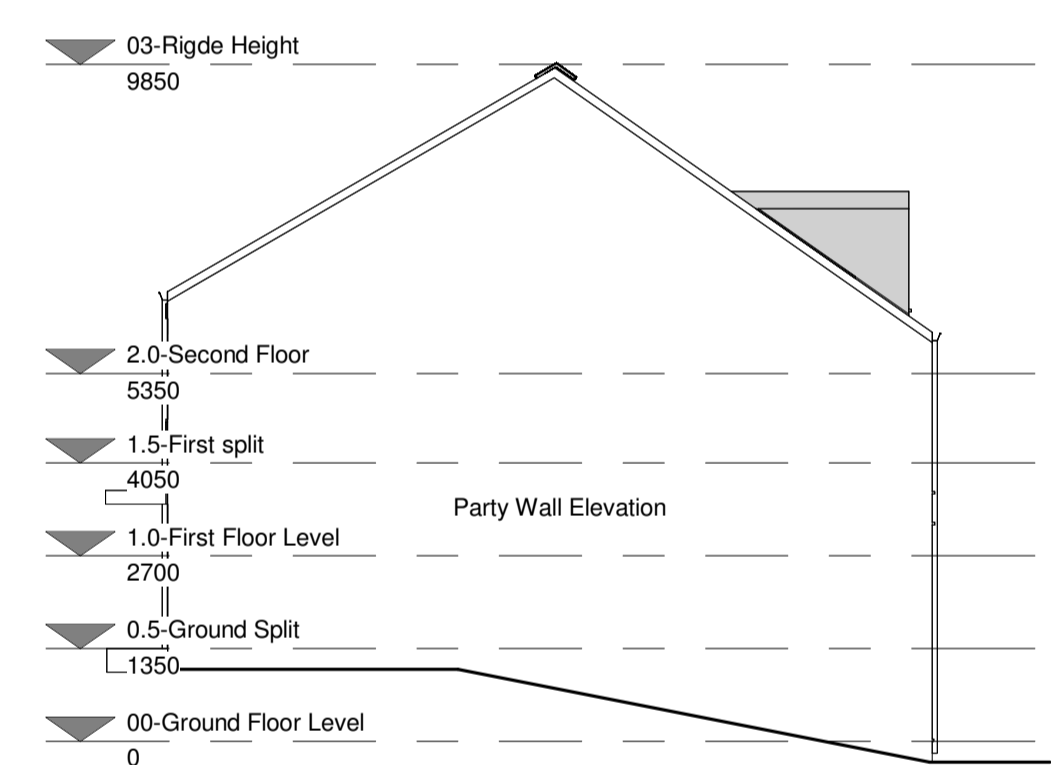 03-Rigde Height
9850
2.0-Second Floor
5350
1.5-First split
4050
Party Wall Elevation
1.0-First Floor Level
2700
0.5-Ground Split
1350
00-Ground Floor Level
0